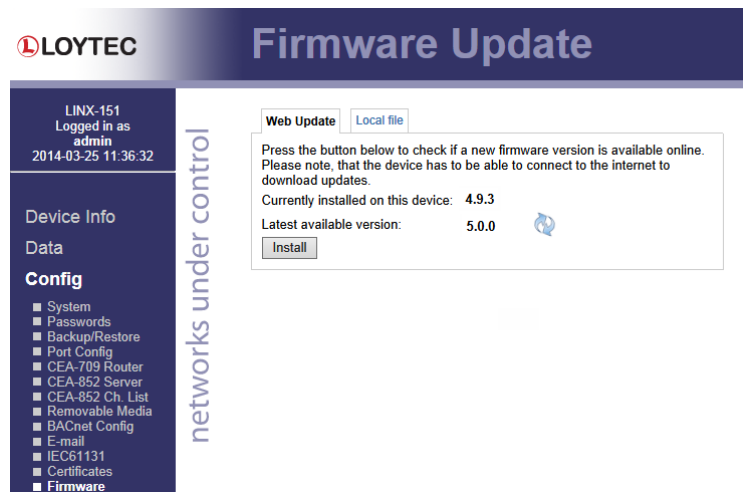 LOYTEC
Firmware Update
LINX-151
Logged in as
admin
2014-03-25 11:36:32
Device Info
Data
Config
System
Passwords
Backup/Restore
Port Config
CEA-709 Router
CEA-852 Server
CEA-852 Ch. List
Removable Media
BACnet Config
E-mail
IEC61131
Certificates
Firmware
networks under control
Web Update
Local file
Press the button below to check if a new firmware version is available online.
Please note, that the device has to be able to connect to the internet to
download updates.
Currently installed on this device: 4.9.3
Latest available version: 5.0.0
Install